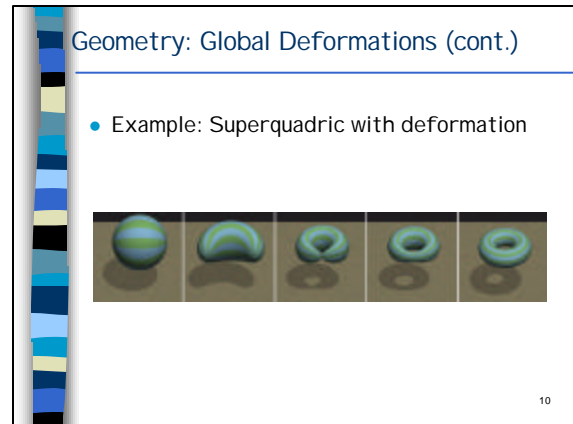 Geometry: Global Deformations (cont.)
• Example: Superquadric with deformation
10